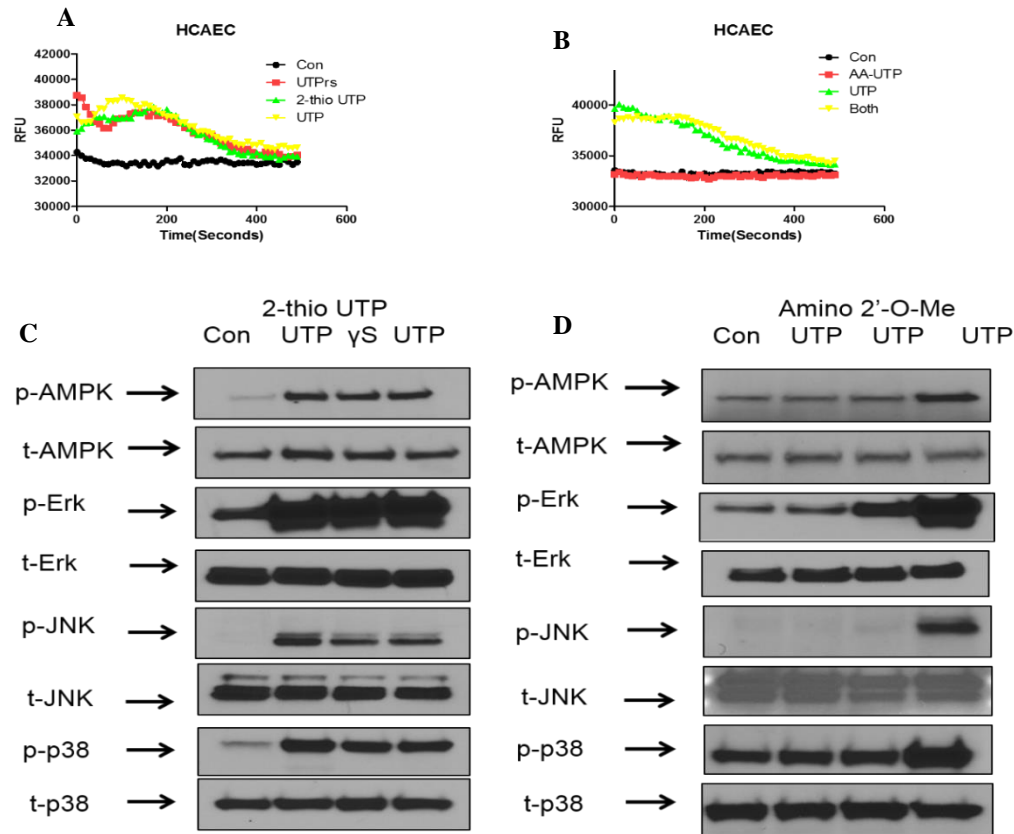 A
HCAEC
42000
40000
38000
36000
34000
32000
30000
RFU
0 200 400 600
Time(Seconds)
Con
UTPrs
2-thio UTP
UTP
B
HCAEC
40000
35000
30000
RFU
0 200 400 600
Time(Seconds)
Con
AA-UTP
UTP
Both
C
2-thio UTP
Con UTP γS UTP
p-AMPK
t-AMPK
p-Erk
t-Erk
p-JNK
t-JNK
p-p38
t-p38
D
Amino 2'-O-Me
Con UTP UTP UTP
p-AMPK
t-AMPK
p-Erk
t-Erk
p-JNK
t-JNK
p-p38
t-p38